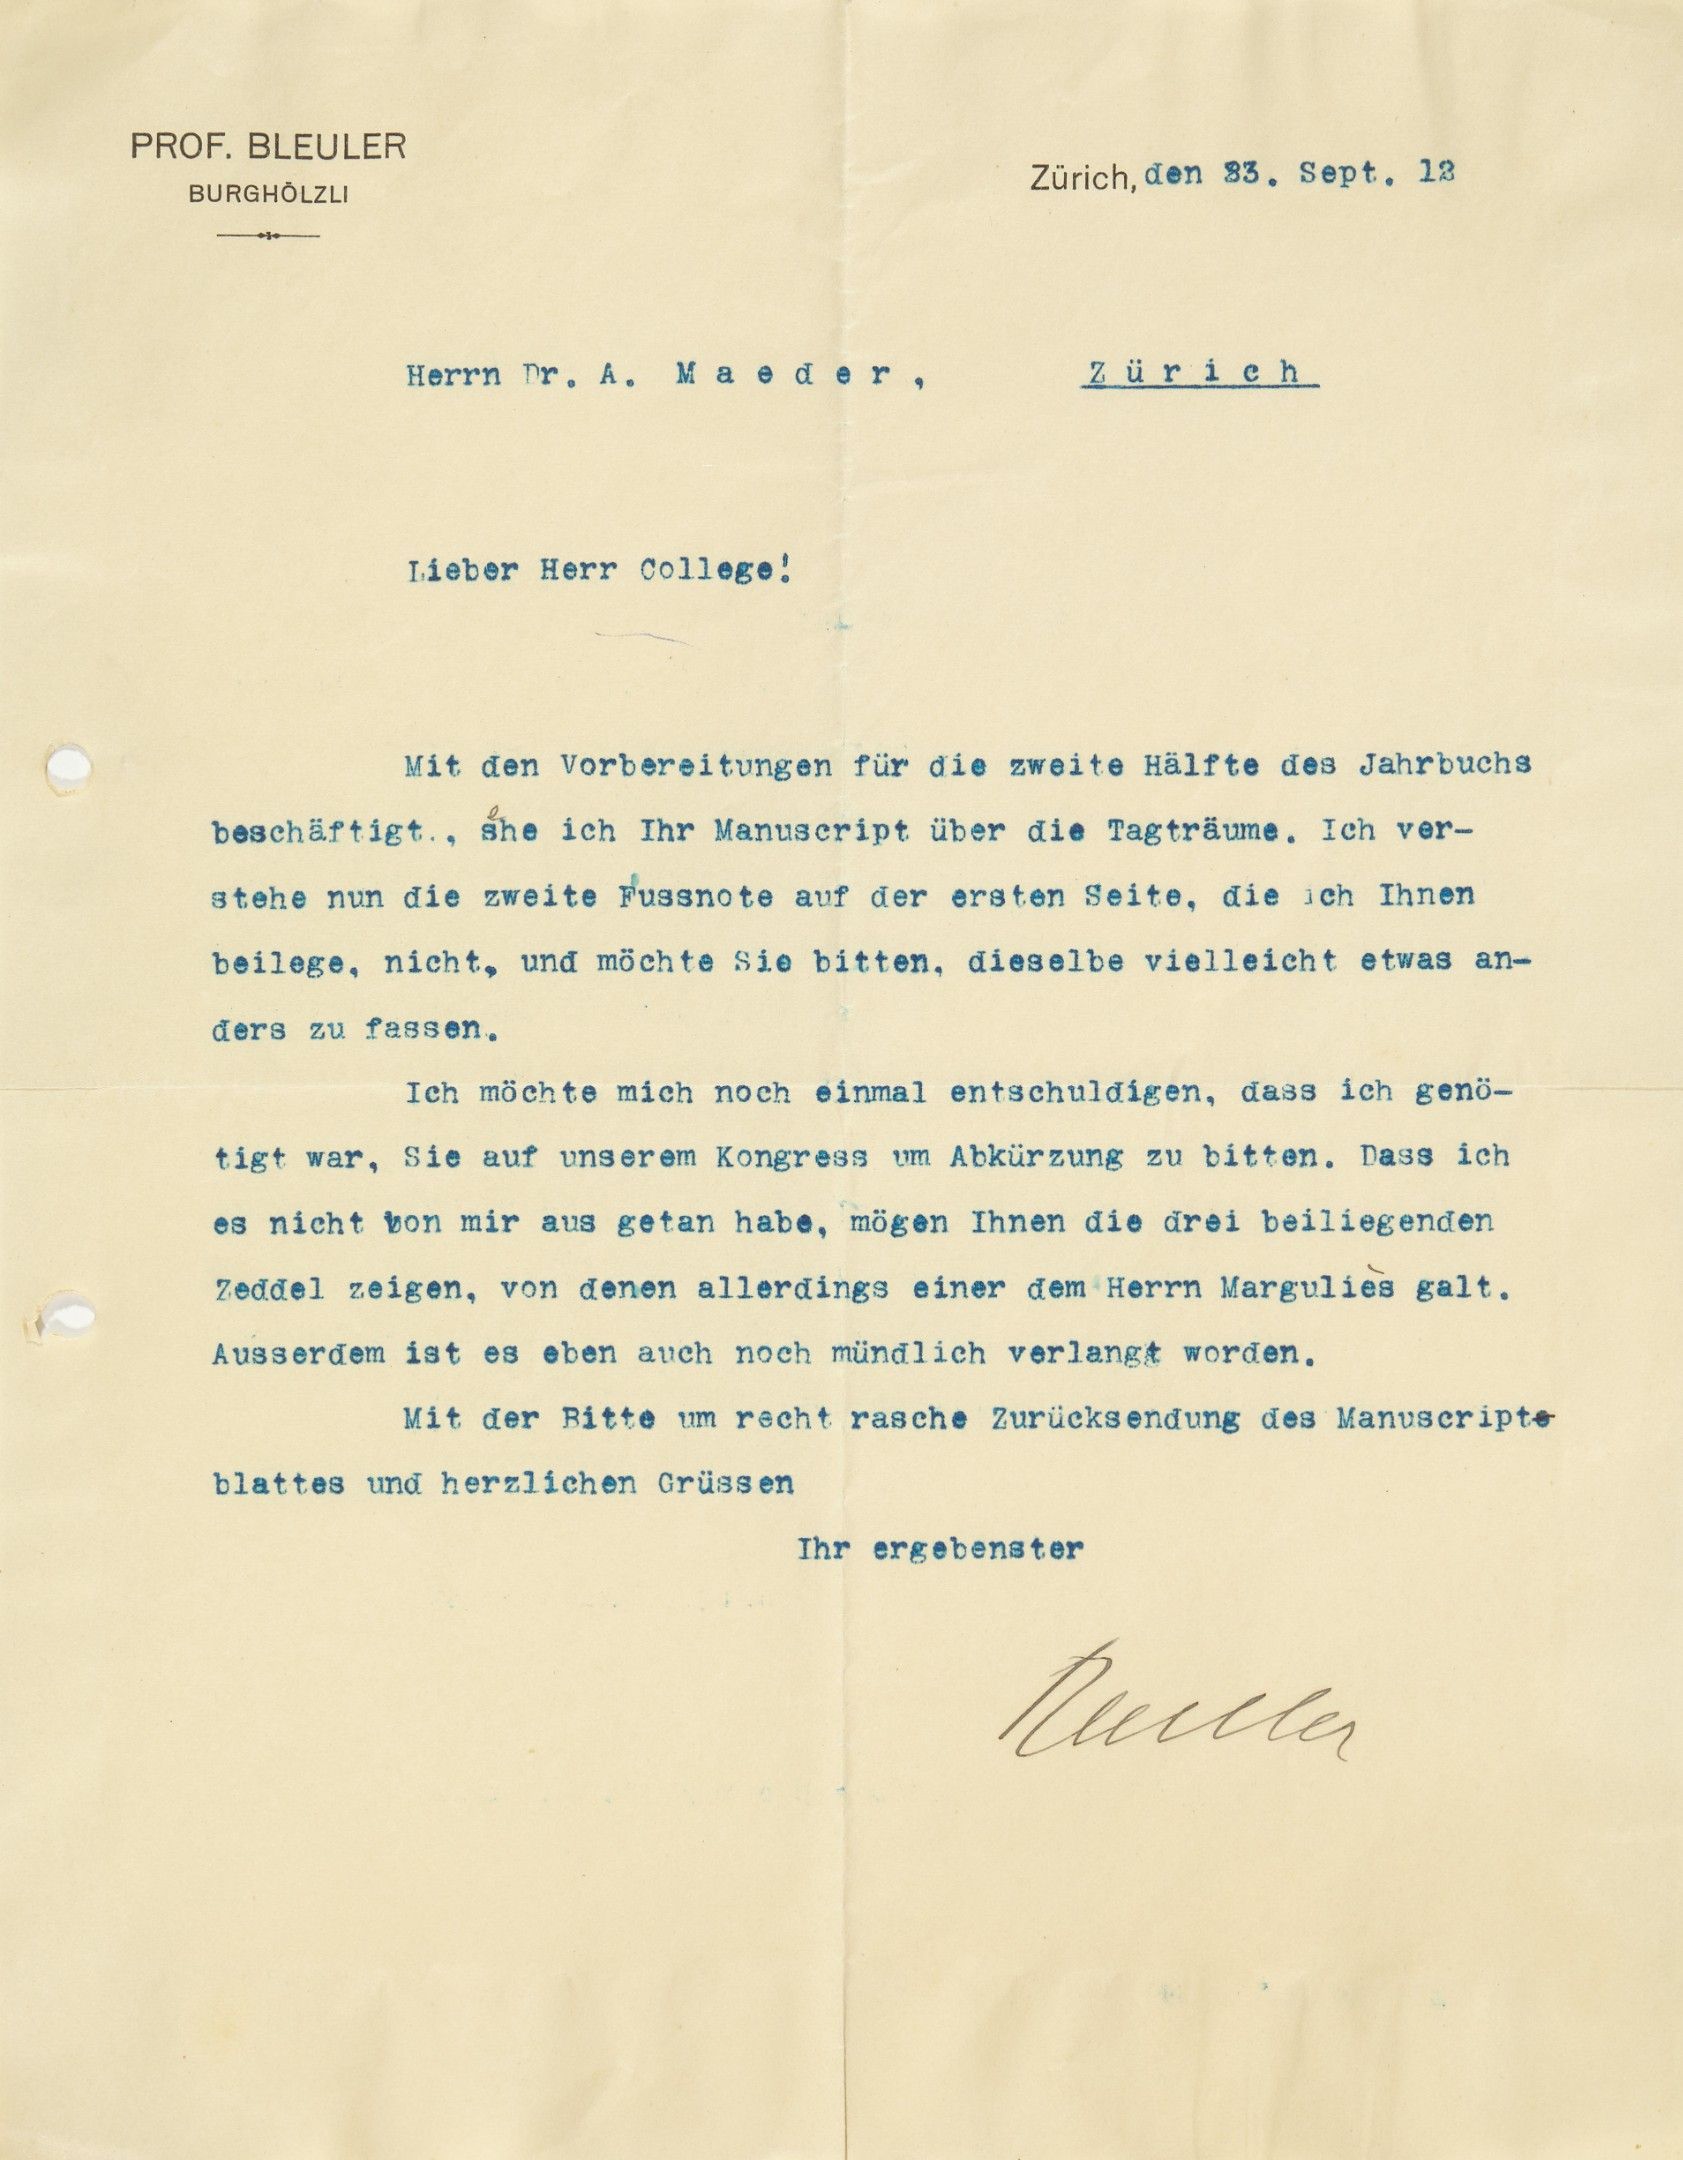 PROF. BLEULER
BURGHÖLZLI
Zürich, den 23. Sept. 12
Herrn Dr. A. Maeder, Zürich
Lieber Herr College!
Mit den Vorbereitungen für die zweite Hälfte des Jahrbuchs
beschäftigt., sehe ich Ihr Manuscript über die Tagträume. Ich ver-
stehe nun die zweite Fussnote auf der ersten Seite, die ich Ihnen
beilege, nicht, und möchte Sie bitten, dieselbe vielleicht etwas an-
ders zu fassen.
Ich möchte mich noch einmal entschuldigen, dass ich genö-
tigt war, Sie auf unserem Kongress um Abkürzung zu bitten. Dass ich
es nicht von mir aus getan habe, mögen Ihnen die drei beiliegenden
Zeddel zeigen, von denen allerdings einer dem Herrn Marguliès galt.
Ausserdem ist es eben auch noch mündlich verlangt worden.
Mit der Bitte um recht rasche Zurücksendung des Manuscript-
blattes und herzlichen Grüssen
Ihr ergebenster
Bleuler